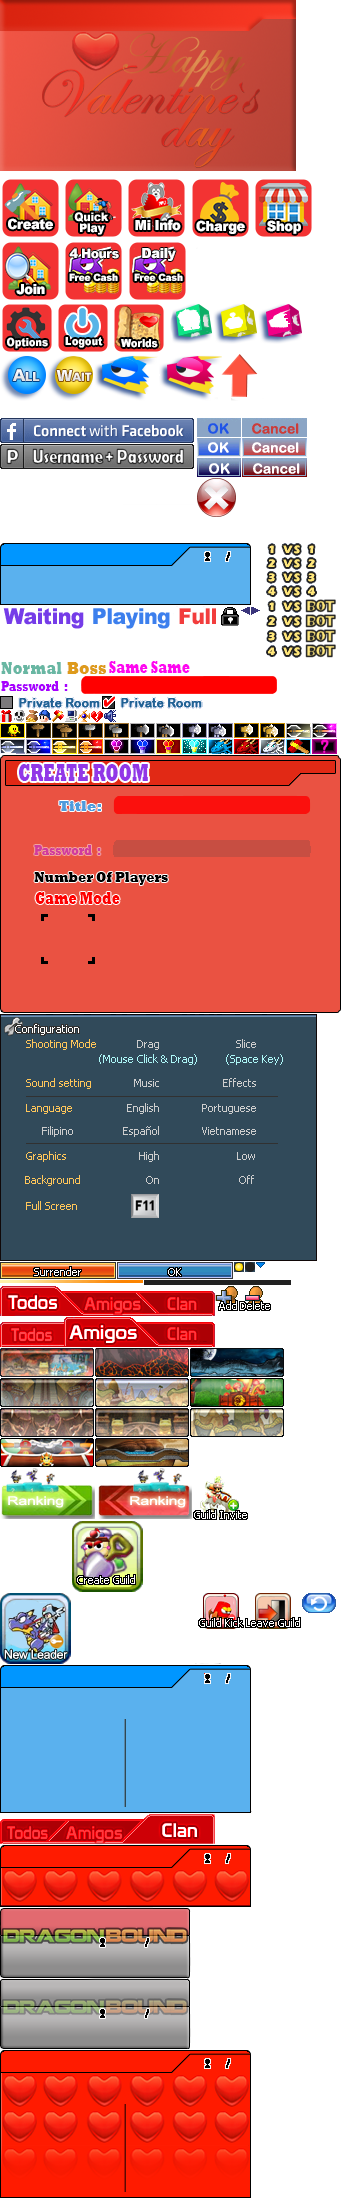 Happy
Valentine's
day
Create
Quick
Play
Mi Info
Charge
Shop
Join
4 Hours
Free Cash
Daily
Free Cash
Options
Logout
Worlds
ALL
WAIT
f Connect with Facebook
OK Cancel
P Username + Password
OK Cancel
OK Cancel
/
1 VS 1
2 VS 2
3 VS 3
4 VS 4
1 VS BOT
2 VS BOT
3 VS BOT
4 VS BOT
Waiting Playing Full
Normal Boss Same Same
Password :
Private Room Private Room
CREATE ROOM
Title:
Password :
Number Of Players
Game Mode
Configuration
Shooting Mode Drag Slice
(Mouse Click & Drag) (Space Key)
Sound setting Music Effects
Language English Portuguese
Filipino Español Vietnamese
Graphics High Low
Background On Off
Full Screen F11
Surrender OK
Todos Amigos Clan
Add Delete
Todos Amigos Clan
Ranking Ranking
Guild Invite
Create Guild
New Leader
Guild Kick Leave Guild
/
Todos Amigos Clan
/
DRAGONBOUND
/
DRAGONBOUND
/
/